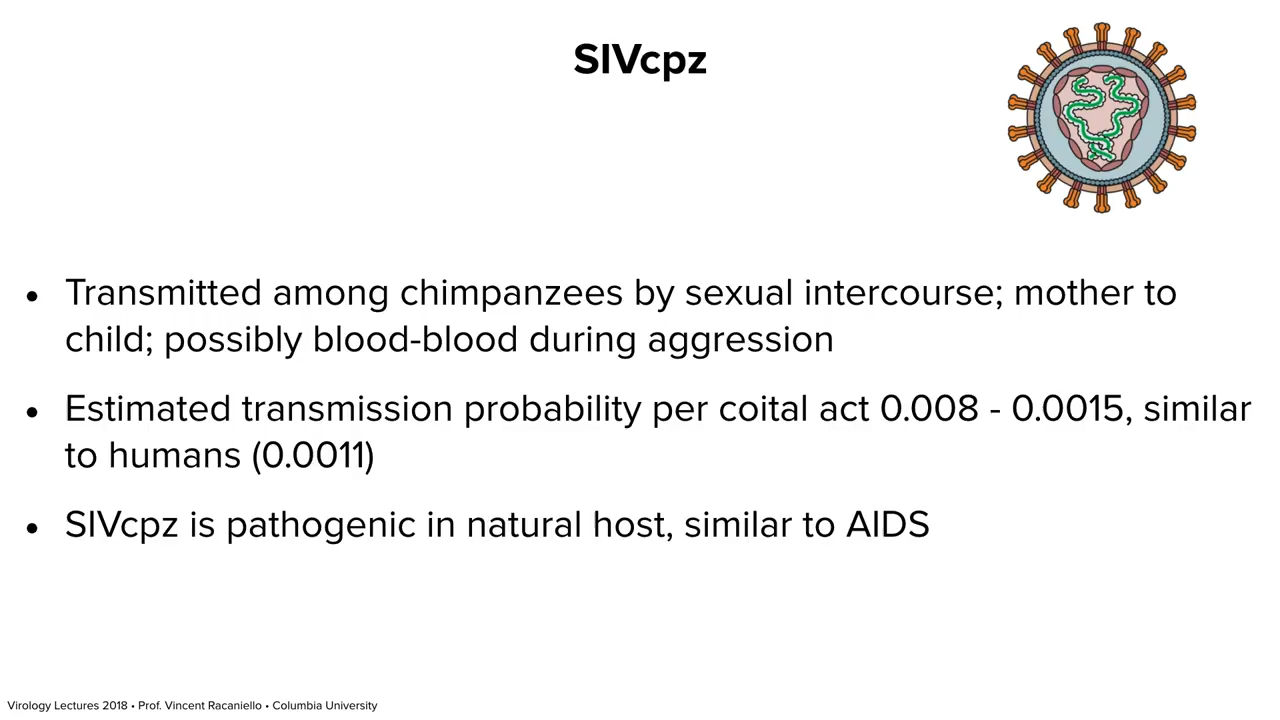 SIVcpz
• Transmitted among chimpanzees by sexual intercourse; mother to
child; possibly blood-blood during aggression
• Estimated transmission probability per coital act 0.008 - 0.0015, similar
to humans (0.0011)
• SIVcpz is pathogenic in natural host, similar to AIDS
Virology Lectures 2018 • Prof. Vincent Racaniello • Columbia University